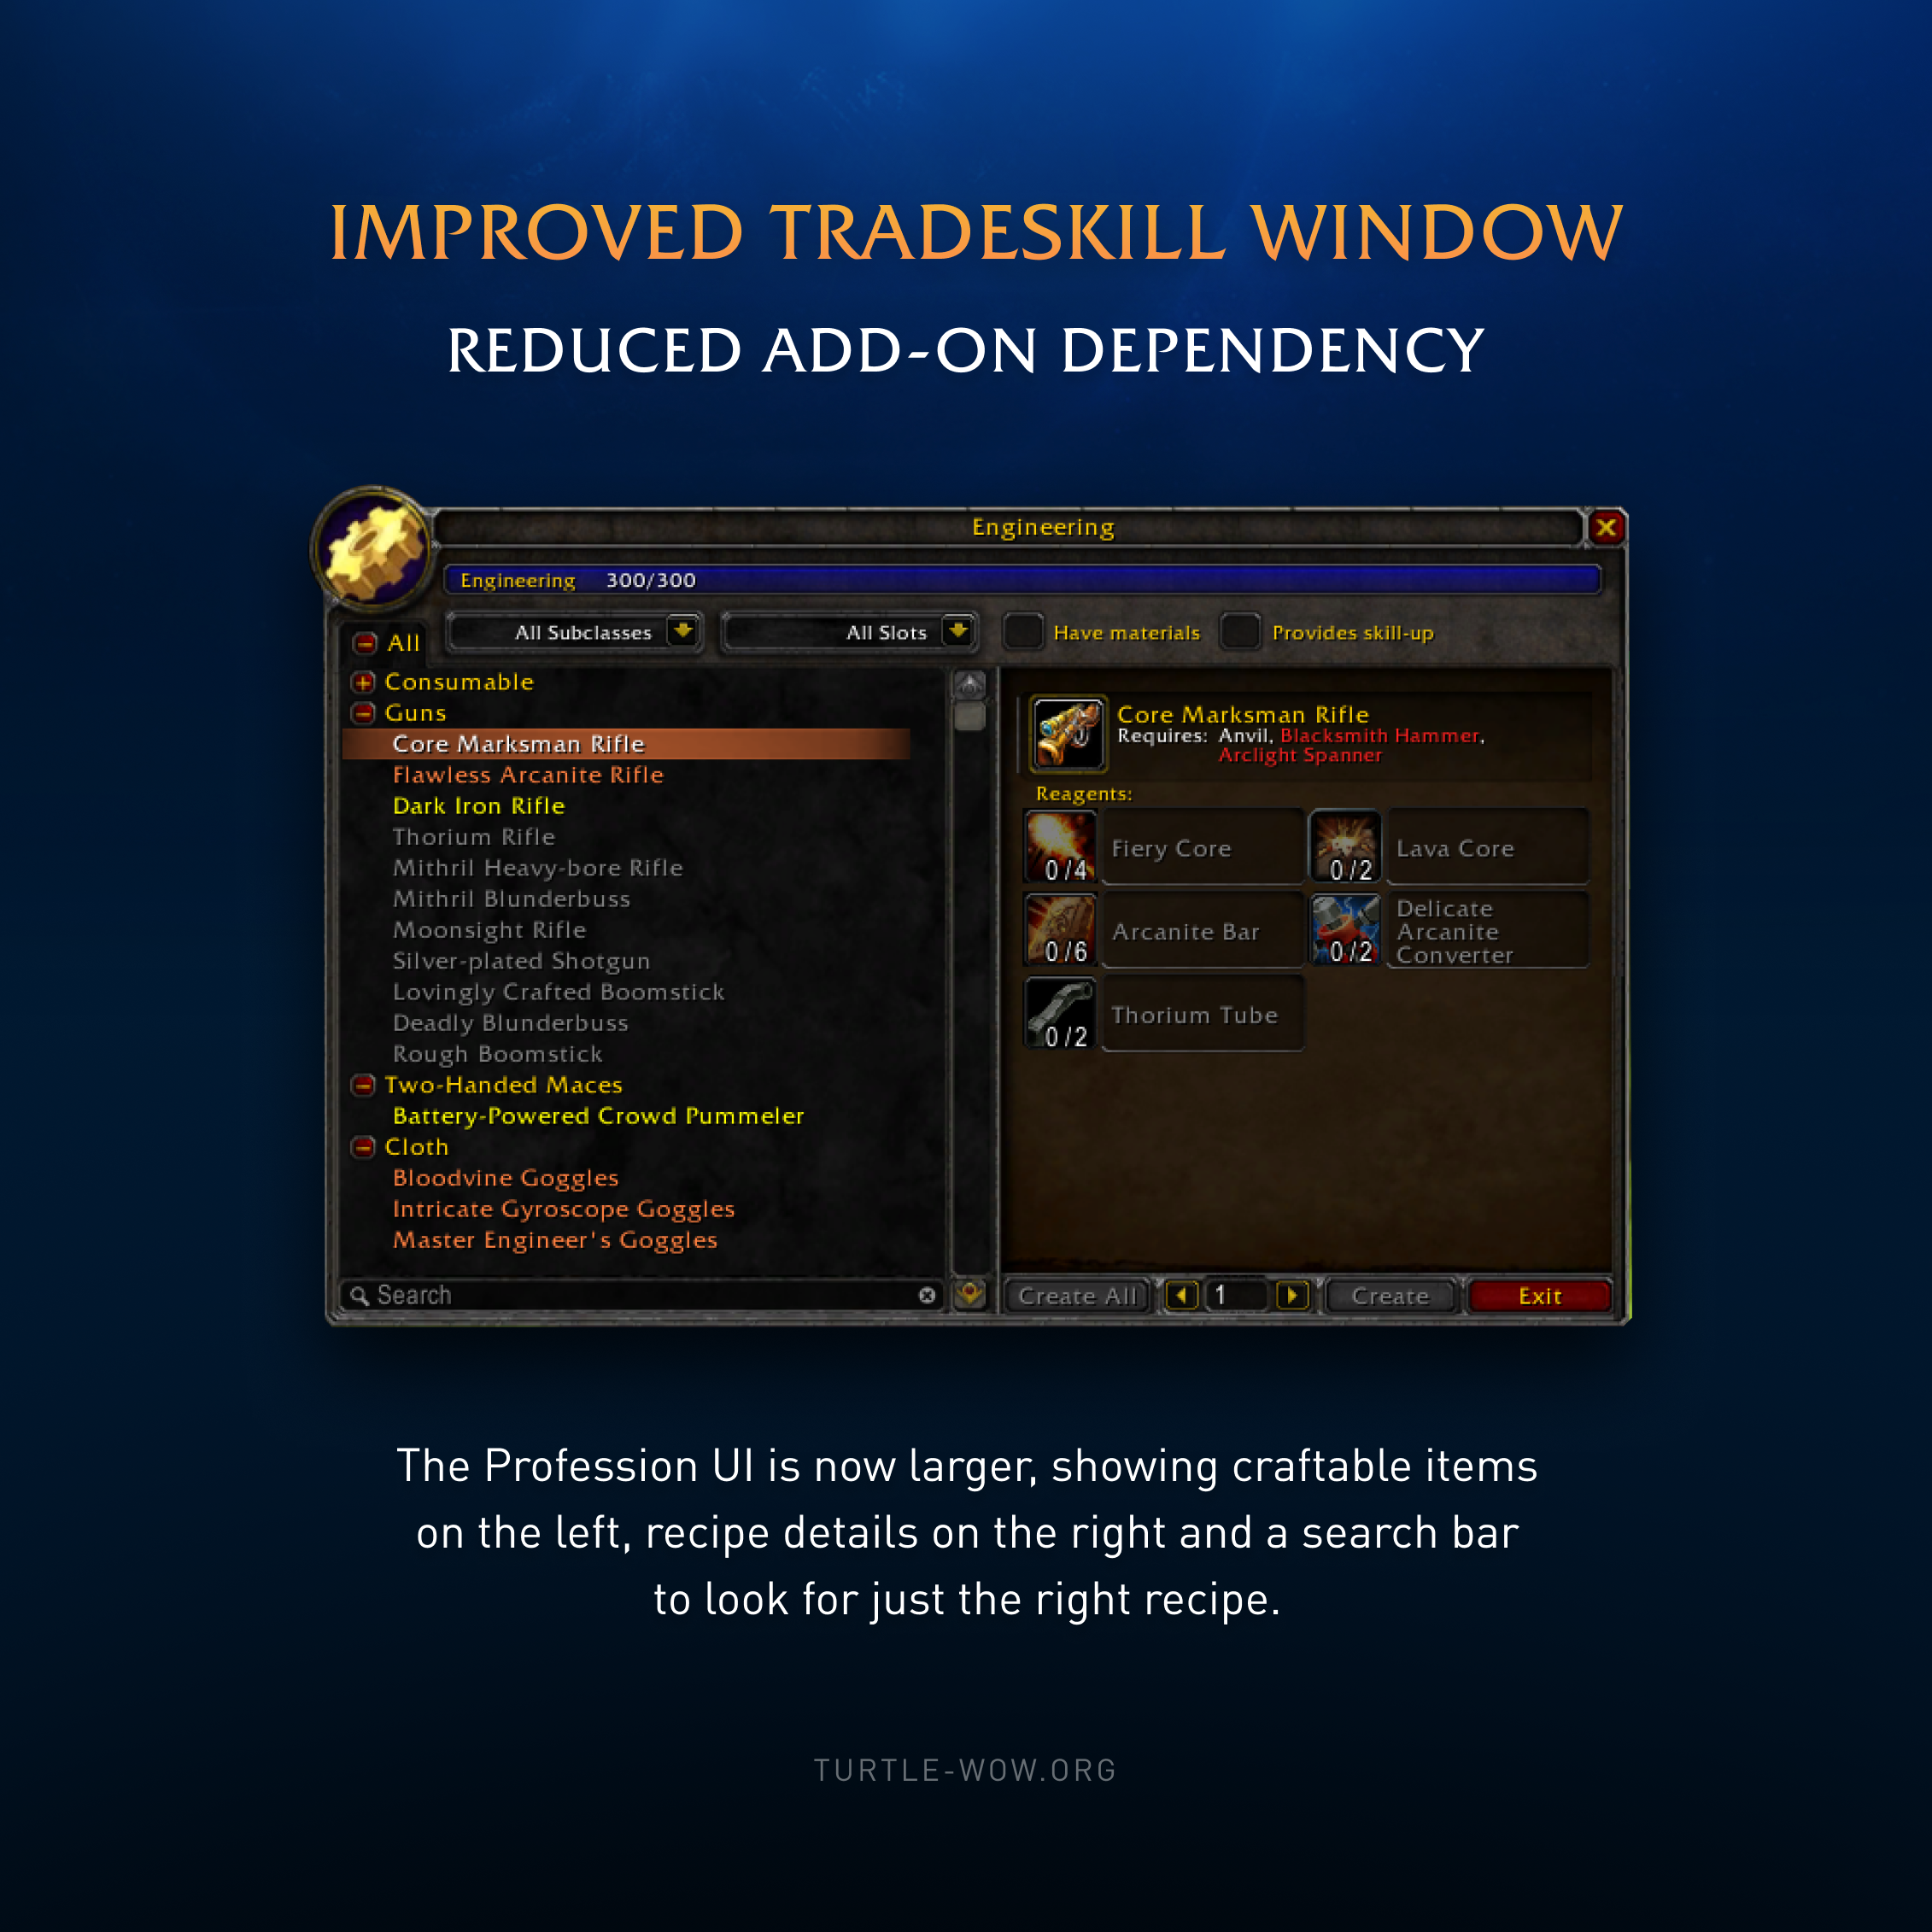 IMPROVED TRADESKILL WINDOW
REDUCED ADD-ON DEPENDENCY
Engineering
Engineering 300/300
All
All Subclasses
All Slots
Have materials
Provides skill-up
Consumable
Guns
Core Marksman Rifle
Flawless Arcanite Rifle
Dark Iron Rifle
Thorium Rifle
Mithril Heavy-bore Rifle
Mithril Blunderbuss
Moonsight Rifle
Silver-plated Shotgun
Lovingly Crafted Boomstick
Deadly Blunderbuss
Rough Boomstick
Two-Handed Maces
Battery-Powered Crowd Pummeler
Cloth
Bloodvine Goggles
Intricate Gyroscope Goggles
Master Engineer's Goggles
Search
Core Marksman Rifle
Requires: Anvil, Blacksmith Hammer,
Arclight Spanner
Reagents:
0/4 Fiery Core
0/2 Lava Core
0/6 Arcanite Bar
0/2 Delicate
Arcanite
Converter
0/2 Thorium Tube
Create All
1
Create
Exit
The Profession UI is now larger, showing craftable items
on the left, recipe details on the right and a search bar
to look for just the right recipe.
TURTLE-WOW.ORG